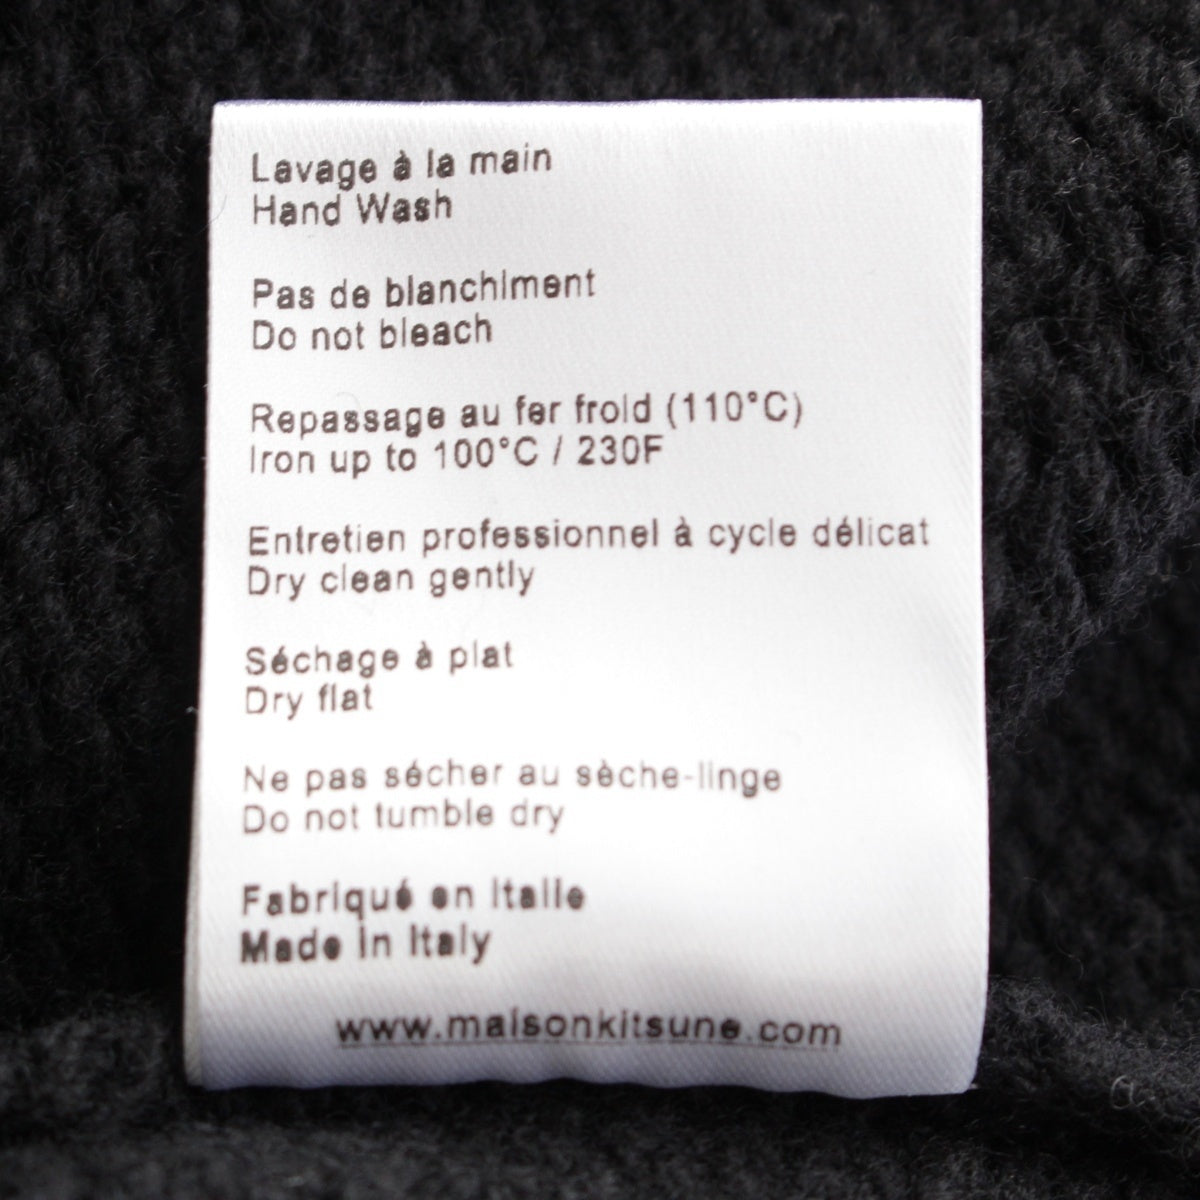 Lavage à la main
Hand Wash
Pas de blanchiment
Do not bleach
Repassage au fer froid (110°C)
Iron up to 100°C / 230F
Entretien professionnel à cycle délicat
Dry clean gently
Séchage à plat
Dry flat
Ne pas sécher au sèche-linge
Do not tumble dry
Fabriqué en Italie
Made in Italy
www.maisonkitsune.com